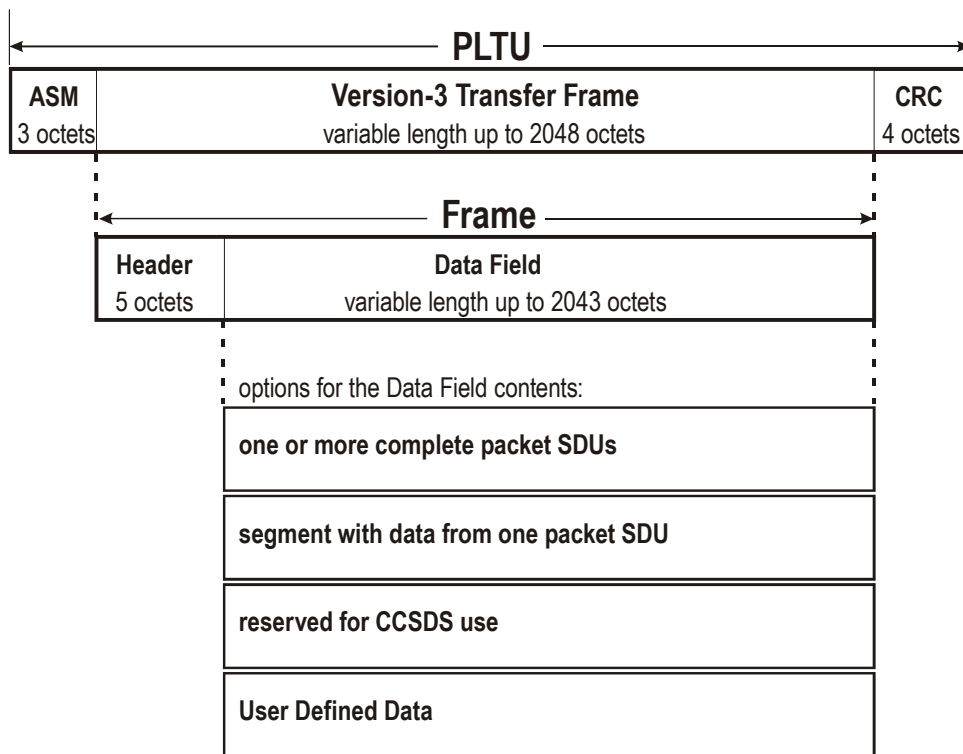 PLTU
ASM
Version-3 Transfer Frame
CRC
3 octets
variable length up to 2048 octets
4 octets
Frame
Header
Data Field
5 octets
variable length up to 2043 octets
options for the Data Field contents:
one or more complete packet SDUs
segment with data from one packet SDU
reserved for CCSDS use
User Defined Data